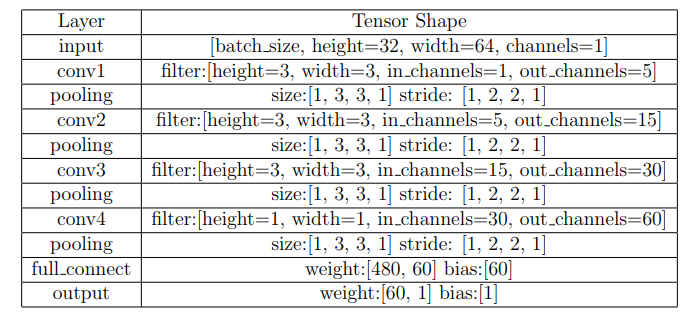 Layer Tensor Shape
input [batch_size, height=32, width=64, channels=1]
conv1 filter:[height=3, width=3, in_channels=1, out_channels=5]
pooling size:[1, 3, 3, 1] stride: [1, 2, 2, 1]
conv2 filter:[height=3, width=3, in_channels=5, out_channels=15]
pooling size:[1, 3, 3, 1] stride: [1, 2, 2, 1]
conv3 filter:[height=3, width=3, in_channels=15, out_channels=30]
pooling size:[1, 3, 3, 1] stride: [1, 2, 2, 1]
conv4 filter:[height=1, width=1, in_channels=30, out_channels=60]
pooling size:[1, 3, 3, 1] stride: [1, 2, 2, 1]
full_connect weight:[480, 60] bias:[60]
output weight:[60, 1] bias:[1]